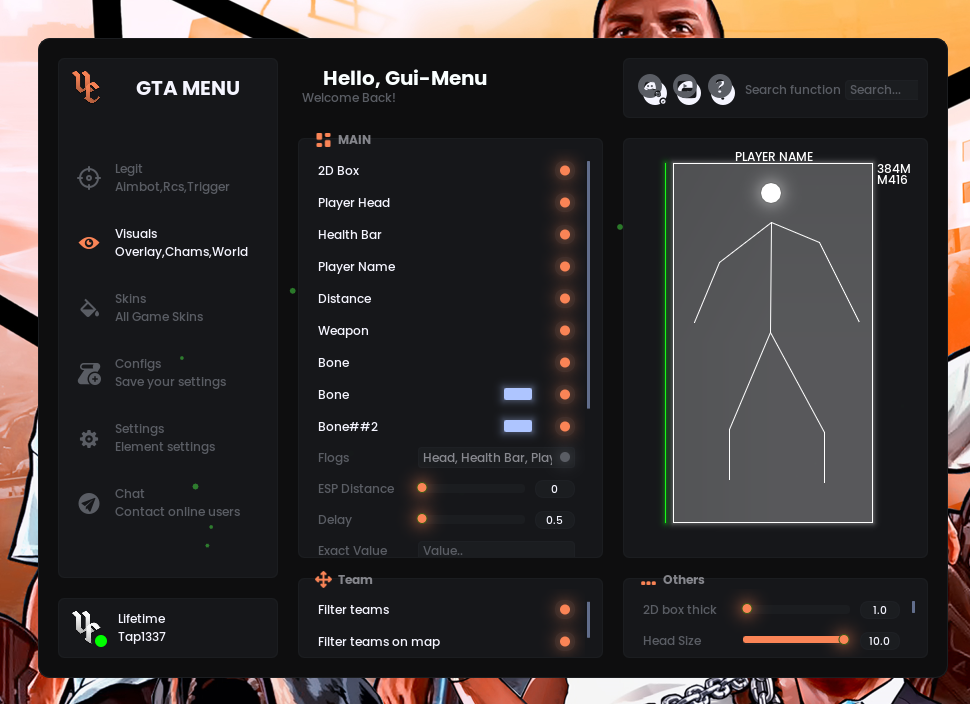 GTA MENU
Hello, Gui-Menu
Welcome Back!
Search function
Search...
Legit
Aimbot,Rcs,Trigger
Visuals
Overlay,Chams,World
Skins
All Game Skins
Configs
Save your settings
Settings
Element settings
Chat
Contact online users
Lifetime
Tap1337
MAIN
2D Box
Player Head
Health Bar
Player Name
Distance
Weapon
Bone
Bone
Bone##2
Flogs
Head, Health Bar, Play
ESP Distance
0
Delay
0.5
Exact Value
Value..
Team
Filter teams
Filter teams on map
PLAYER NAME
384M
M416
Others
2D box thick
1.0
Head Size
10.0